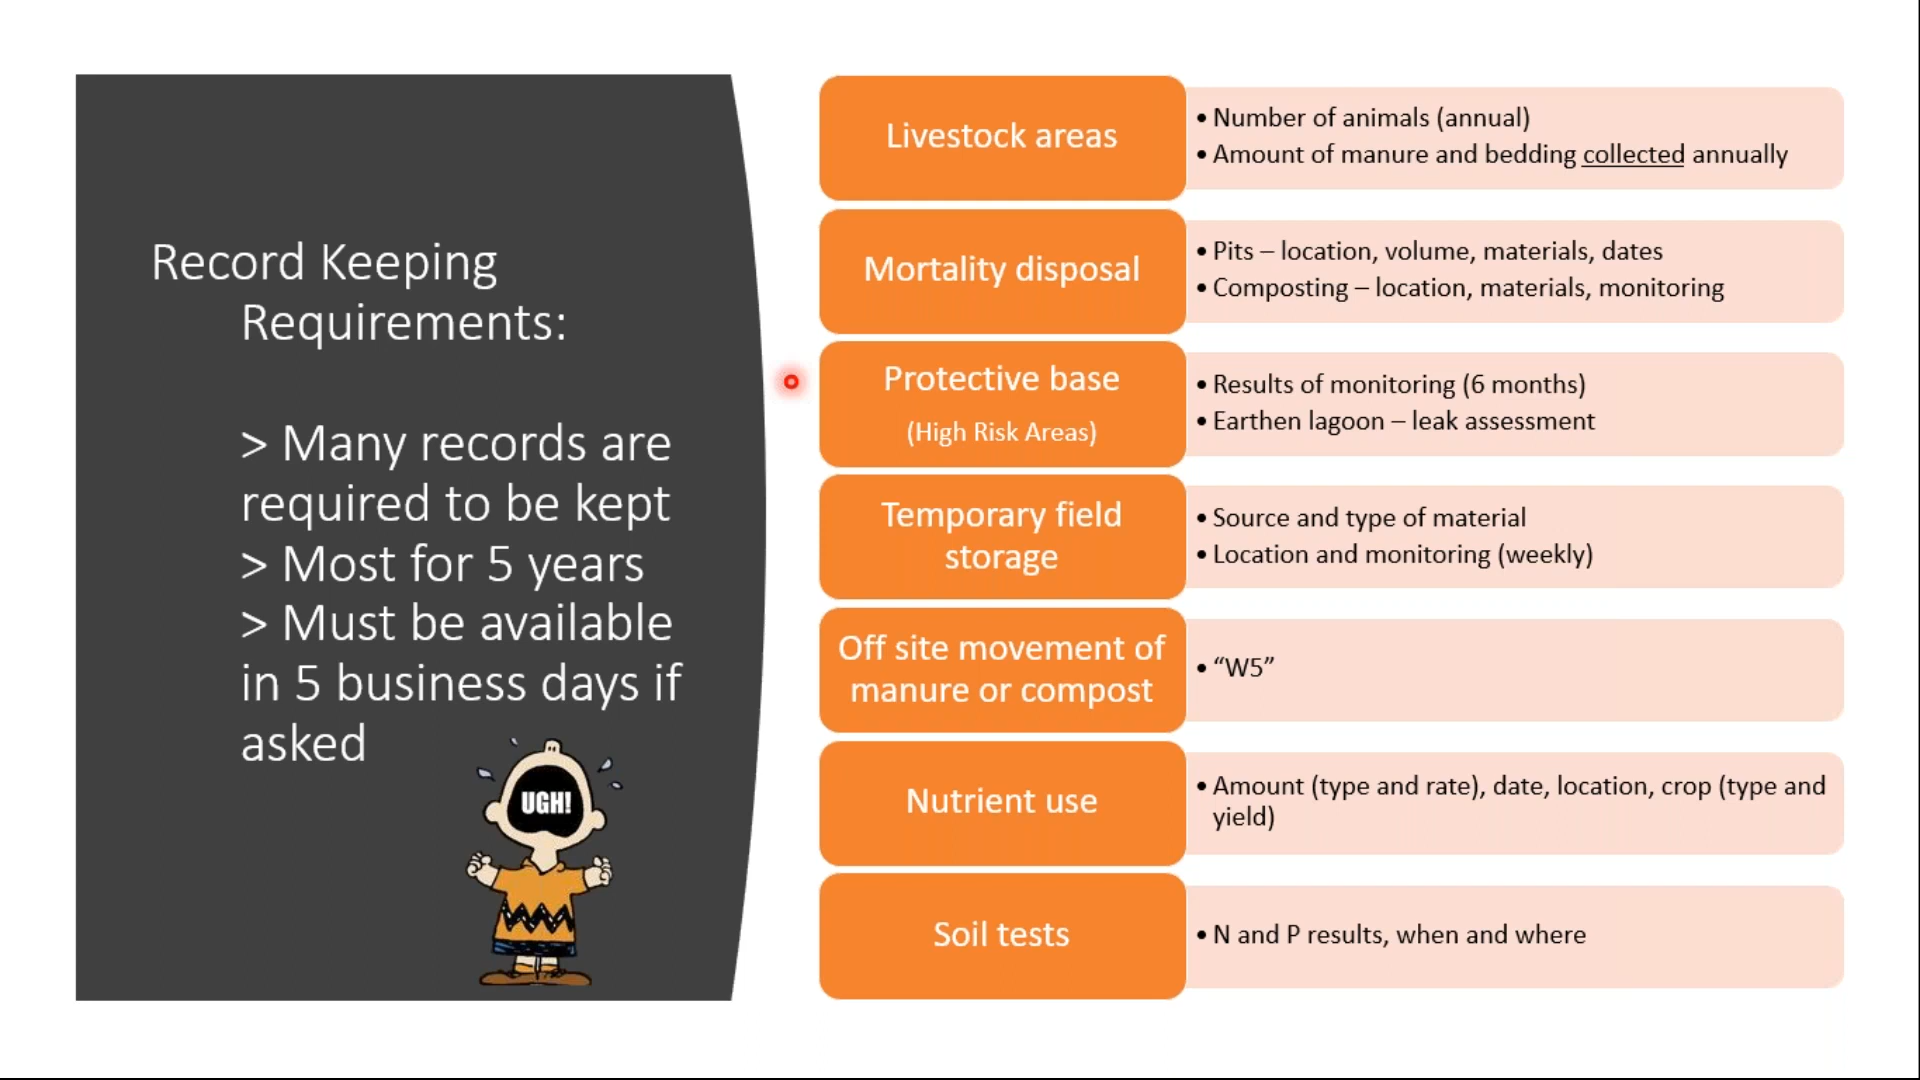 Record Keeping
Requirements:
> Many records are
required to be kept
> Most for 5 years
> Must be available
in 5 business days if
asked
UGH!
Livestock areas
• Number of animals (annual)
• Amount of manure and bedding collected annually
Mortality disposal
• Pits – location, volume, materials, dates
• Composting – location, materials, monitoring
Protective base
(High Risk Areas)
• Results of monitoring (6 months)
• Earthen lagoon – leak assessment
Temporary field
storage
• Source and type of material
• Location and monitoring (weekly)
Off site movement of
manure or compost
• “W5”
Nutrient use
• Amount (type and rate), date, location, crop (type and
yield)
Soil tests
• N and P results, when and where